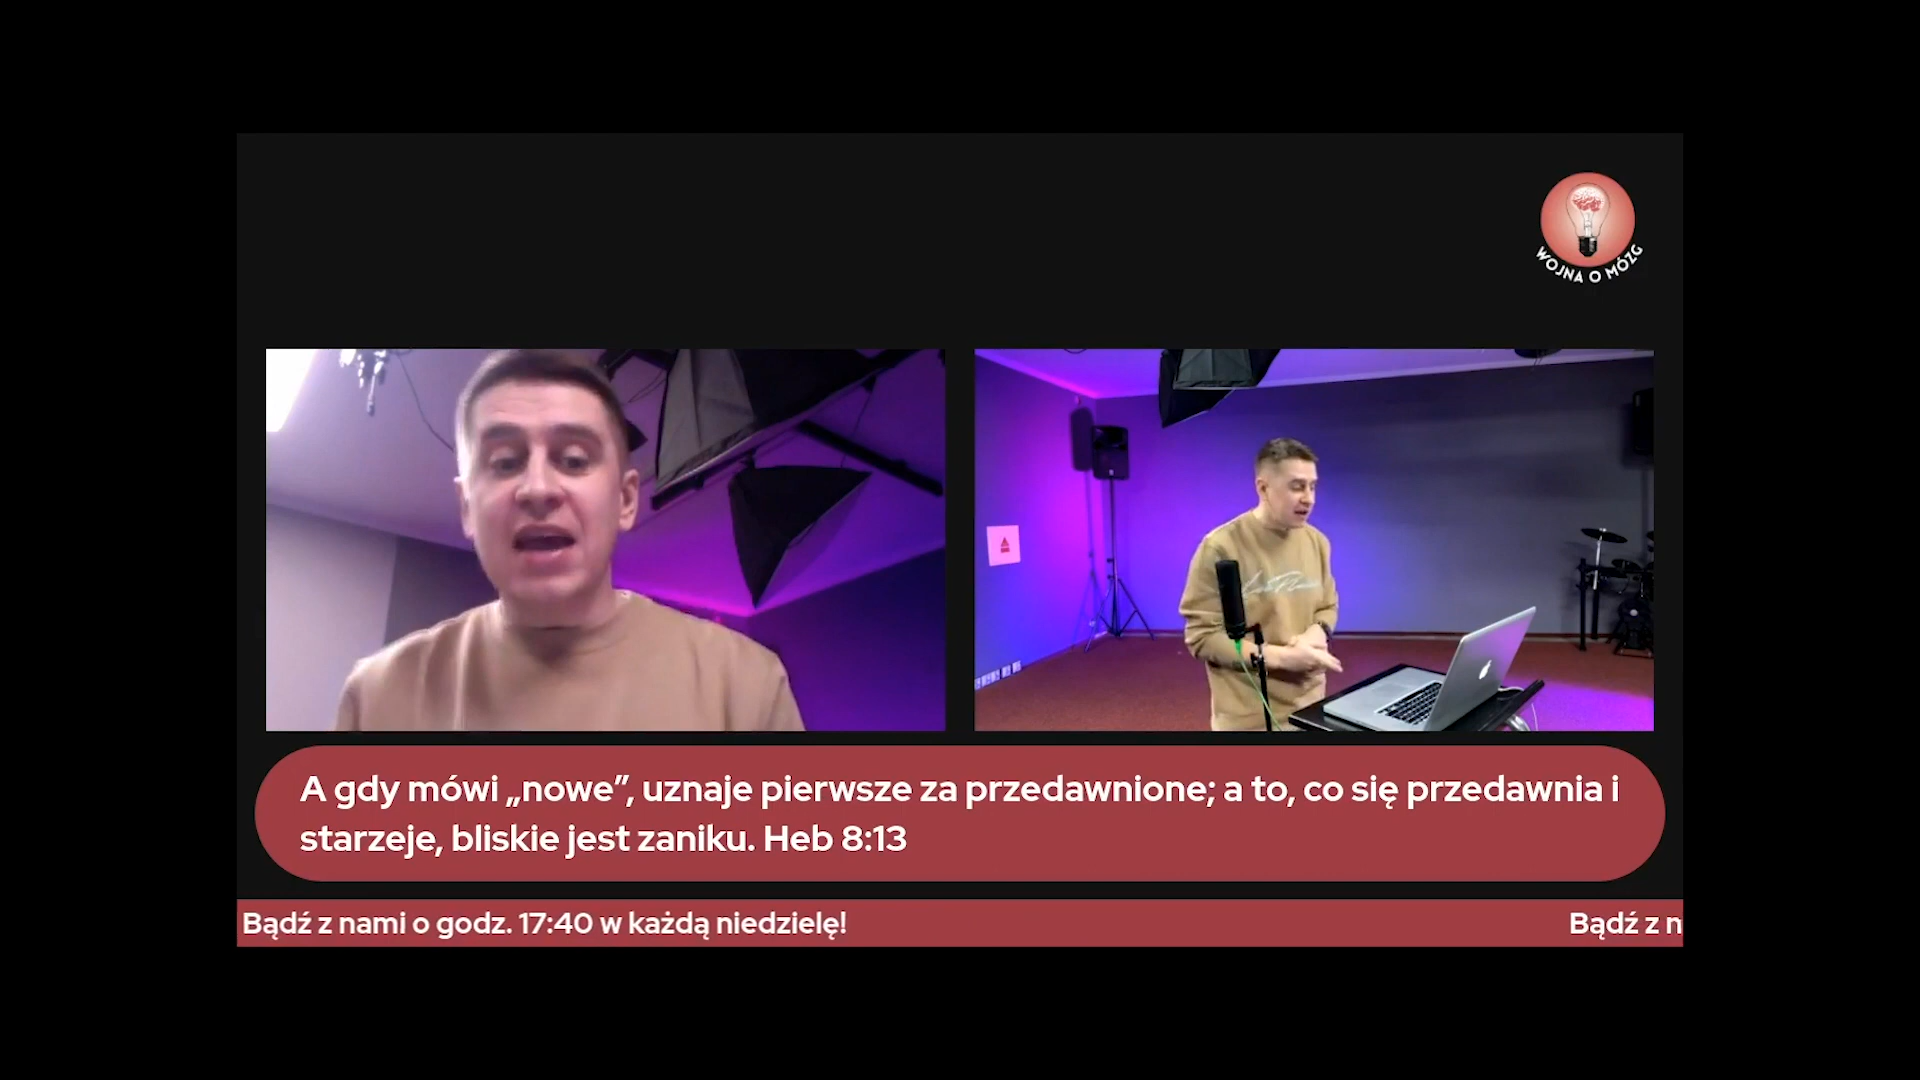 WOJNA O MÓZG
A gdy mówi „nowe”, uznaje pierwsze za przedawnione; a to, co się przedawnia i
starzeje, bliskie jest zaniku. Heb 8:13
Bądź z nami o godz. 17:40 w każdą niedzielę!
Bądź z n